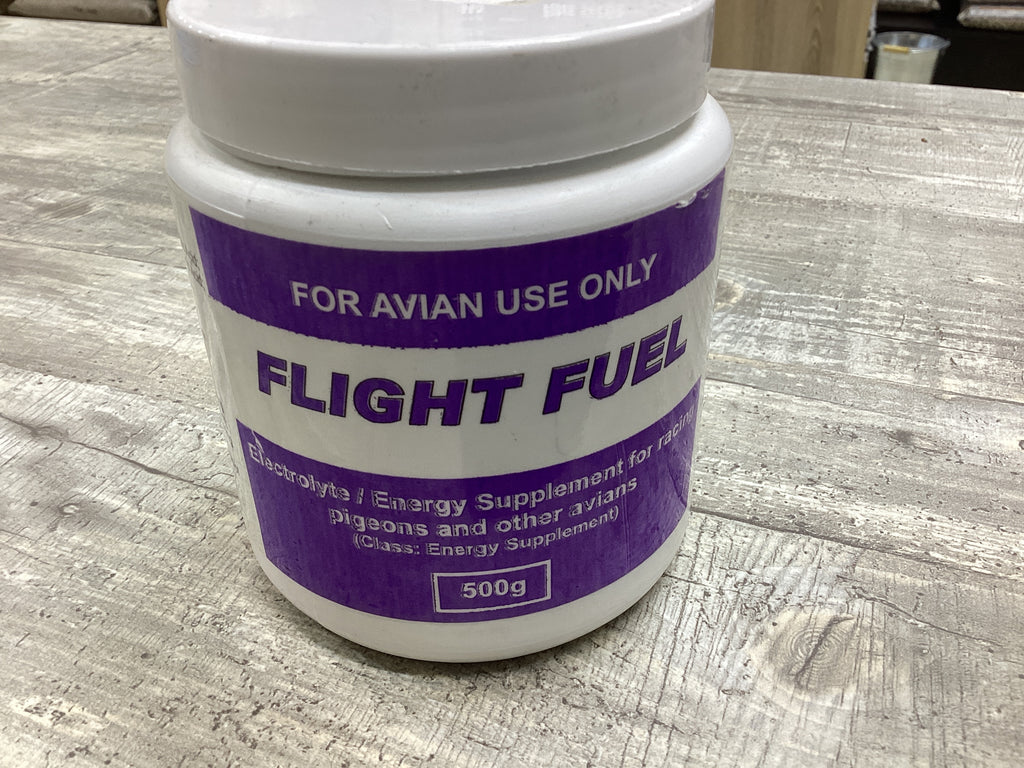 FOR AVIAN USE ONLY
FLIGHT FUEL
Electrolyte / Energy Supplement for racing
pigeons and other avians
(Class: Energy Supplement)
500g